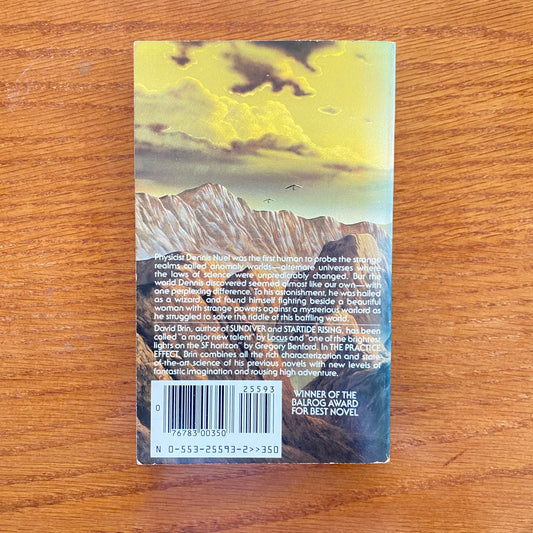 Physicist Dennis Nuel was the first human to probe the strange
realms called anomaly worlds—alternate universes where
the laws of science were unpredictably changed. But the
world Dennis discovered seemed almost like our own—with
one perplexing difference. To his astonishment, he was hailed
as a wizard, and found himself fighting beside a beautiful
woman with strange powers against a mysterious warlord as
he struggled to solve the riddle of this baffling world.
David Brin, author of SUNDIVER and STARTIDE RISING, has been
called "a major new talent" by Locus and "one of the brightest
lights on the SF horizon" by Gregory Benford. In THE PRACTICE
EFFECT, Brin combines all the rich characterization and state-
of-the-art science of his previous novels with new levels of
fantastic imagination and rousing high adventure.
25593
0
76783 00350
N 0-553-25593-2>>350
WINNER OF THE
BALROG AWARD
FOR BEST NOVEL